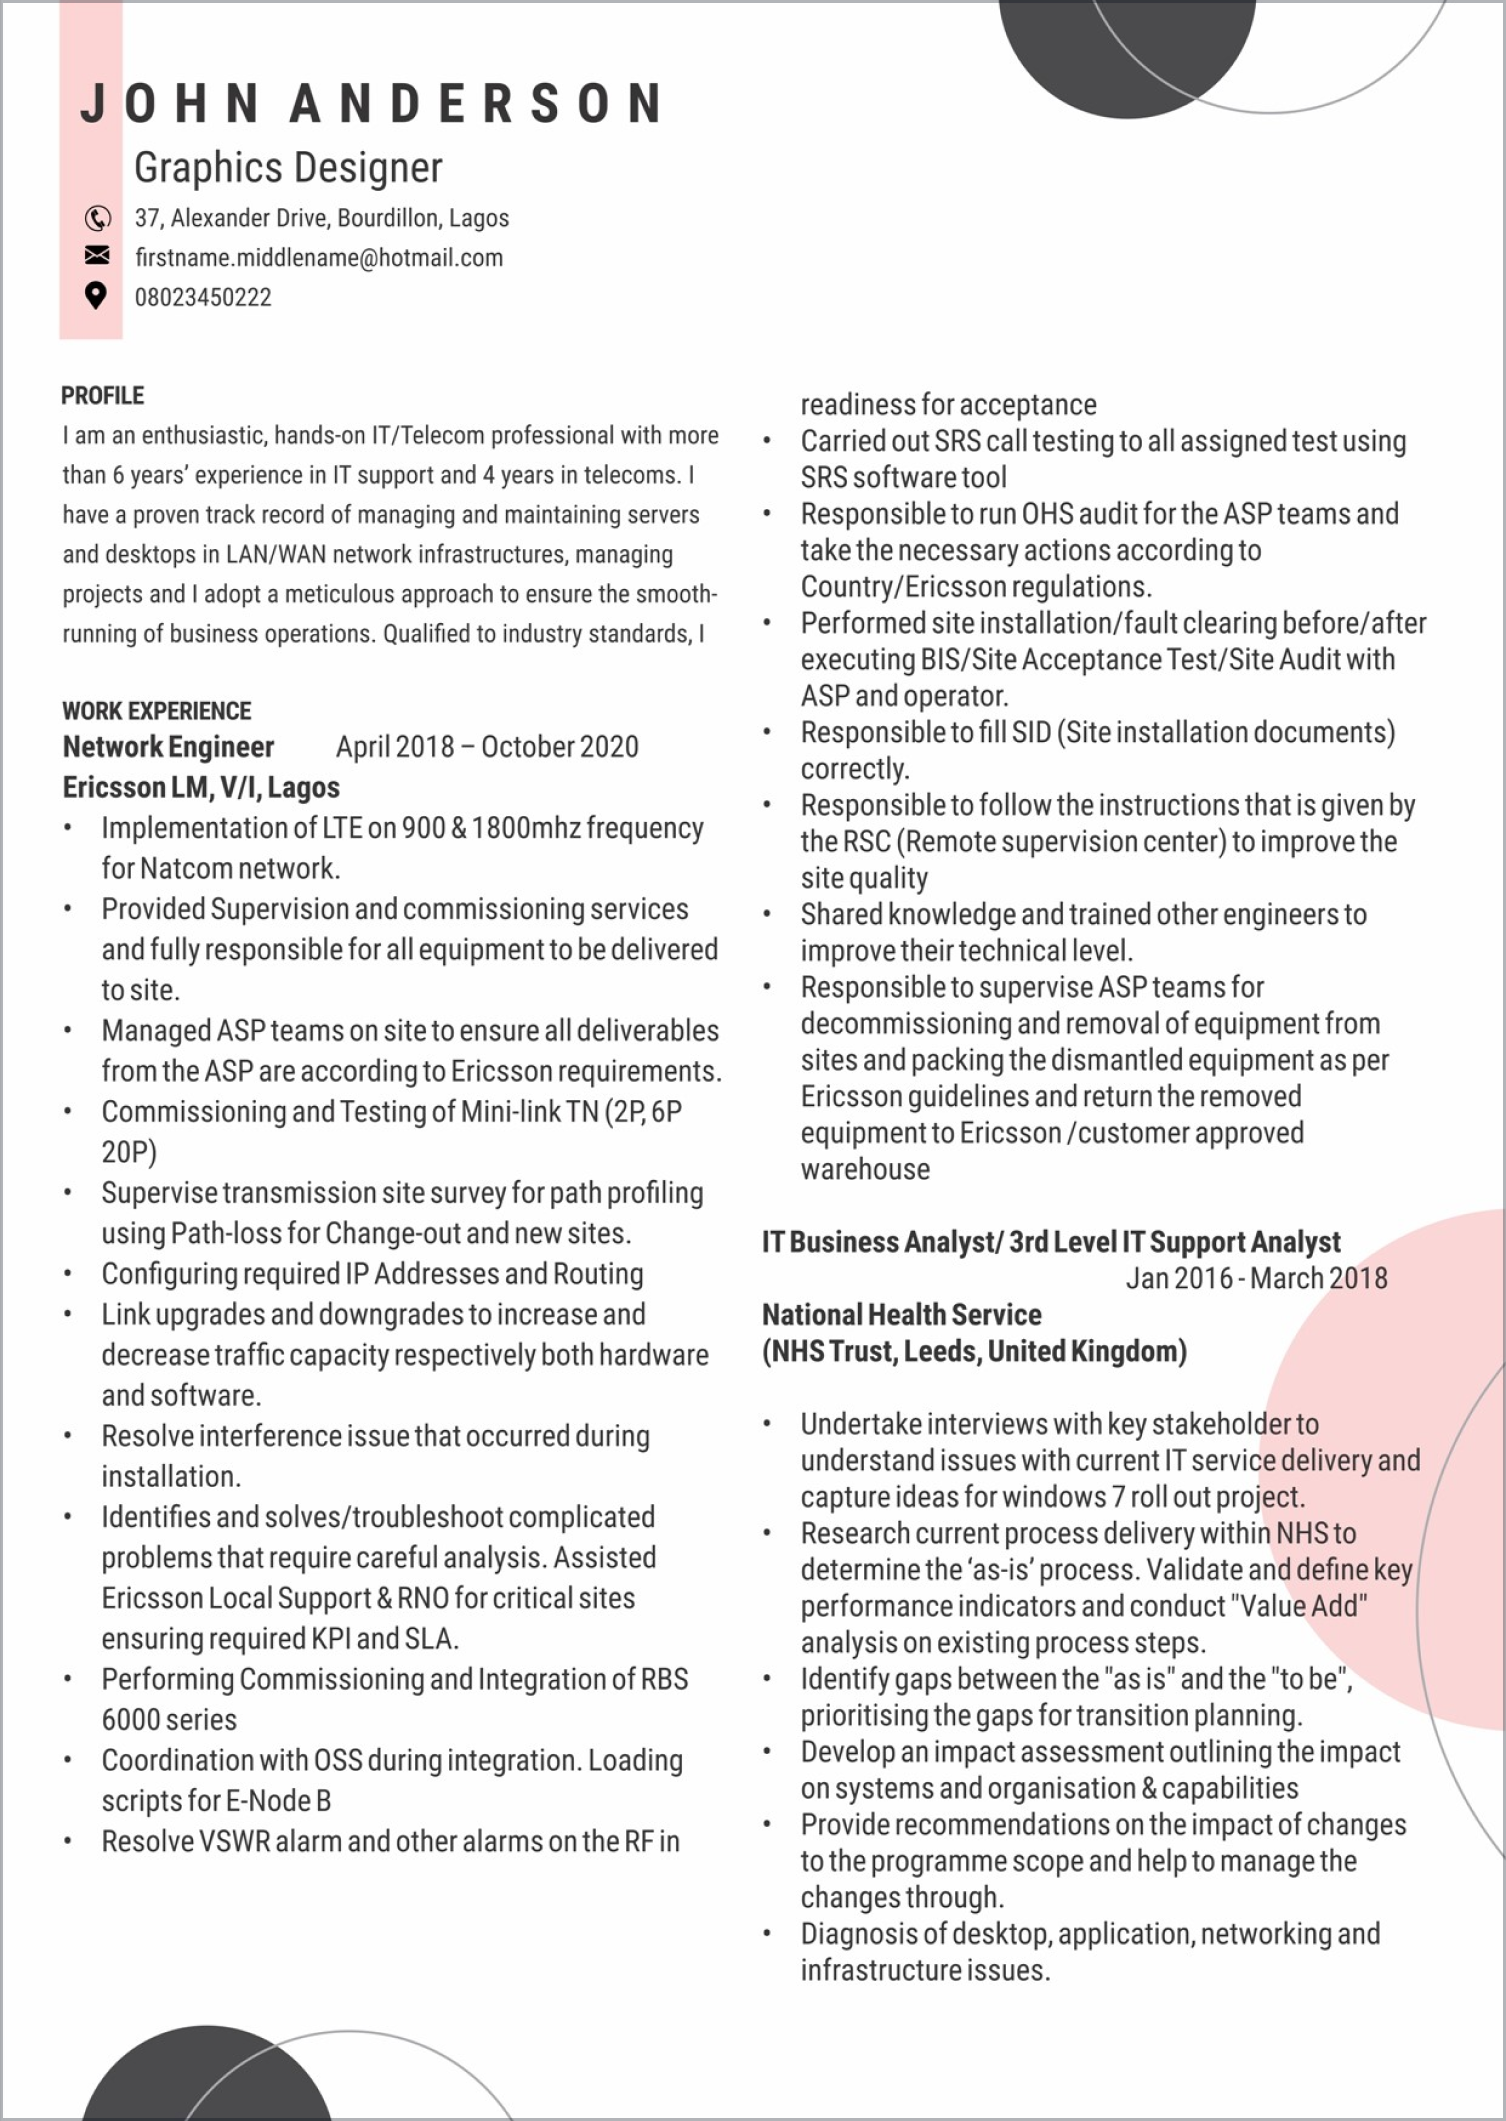 JOHN ANDERSON
Graphics Designer
37, Alexander Drive, Bourdillon, Lagos
firstname.middlename@hotmail.com
08023450222
PROFILE
I am an enthusiastic, hands-on IT/Telecom professional with more
than 6 years’ experience in IT support and 4 years in telecoms. I
have a proven track record of managing and maintaining servers
and desktops in LAN/WAN network infrastructures, managing
projects and I adopt a meticulous approach to ensure the smooth-
running of business operations. Qualified to industry standards, I
WORK EXPERIENCE
Network Engineer April 2018 – October 2020
Ericsson LM, V/I, Lagos
• Implementation of LTE on 900 & 1800mhz frequency
for Natcom network.
• Provided Supervision and commissioning services
and fully responsible for all equipment to be delivered
to site.
• Managed ASP teams on site to ensure all deliverables
from the ASP are according to Ericsson requirements.
• Commissioning and Testing of Mini-link TN (2P, 6P
20P)
• Supervise transmission site survey for path profiling
using Path-loss for Change-out and new sites.
• Configuring required IP Addresses and Routing
• Link upgrades and downgrades to increase and
decrease traffic capacity respectively both hardware
and software.
• Resolve interference issue that occurred during
installation.
• Identifies and solves/troubleshoot complicated
problems that require careful analysis. Assisted
Ericsson Local Support & RNO for critical sites
ensuring required KPI and SLA.
• Performing Commissioning and Integration of RBS
6000 series
• Coordination with OSS during integration. Loading
scripts for E-Node B
• Resolve VSWR alarm and other alarms on the RF in
readiness for acceptance
• Carried out SRS call testing to all assigned test using
SRS software tool
• Responsible to run OHS audit for the ASP teams and
take the necessary actions according to
Country/Ericsson regulations.
• Performed site installation/fault clearing before/after
executing BIS/Site Acceptance Test/Site Audit with
ASP and operator.
• Responsible to fill SID (Site installation documents)
correctly.
• Responsible to follow the instructions that is given by
the RSC (Remote supervision center) to improve the
site quality
• Shared knowledge and trained other engineers to
improve their technical level.
• Responsible to supervise ASP teams for
decommissioning and removal of equipment from
sites and packing the dismantled equipment as per
Ericsson guidelines and return the removed
equipment to Ericsson /customer approved
warehouse
IT Business Analyst/ 3rd Level IT Support Analyst
Jan 2016 - March 2018
National Health Service
(NHS Trust, Leeds, United Kingdom)
• Undertake interviews with key stakeholder to
understand issues with current IT service delivery and
capture ideas for windows 7 roll out project.
• Research current process delivery within NHS to
determine the ‘as-is’ process. Validate and define key
performance indicators and conduct "Value Add"
analysis on existing process steps.
• Identify gaps between the "as is" and the "to be",
prioritising the gaps for transition planning.
• Develop an impact assessment outlining the impact
on systems and organisation & capabilities
• Provide recommendations on the impact of changes
to the programme scope and help to manage the
changes through.
• Diagnosis of desktop, application, networking and
infrastructure issues.